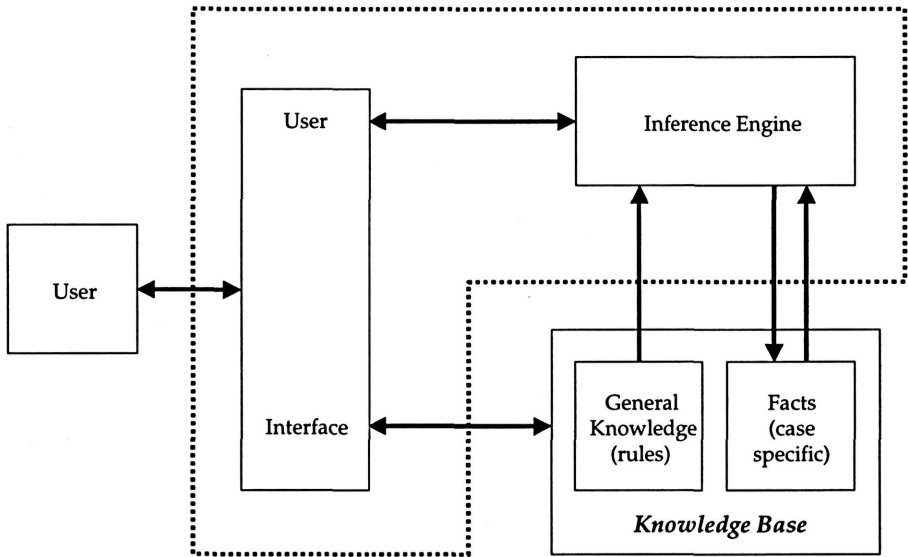 User
Inference Engine
User
Interface
General
Knowledge
(rules)
Facts
(case
specific)
Knowledge Base